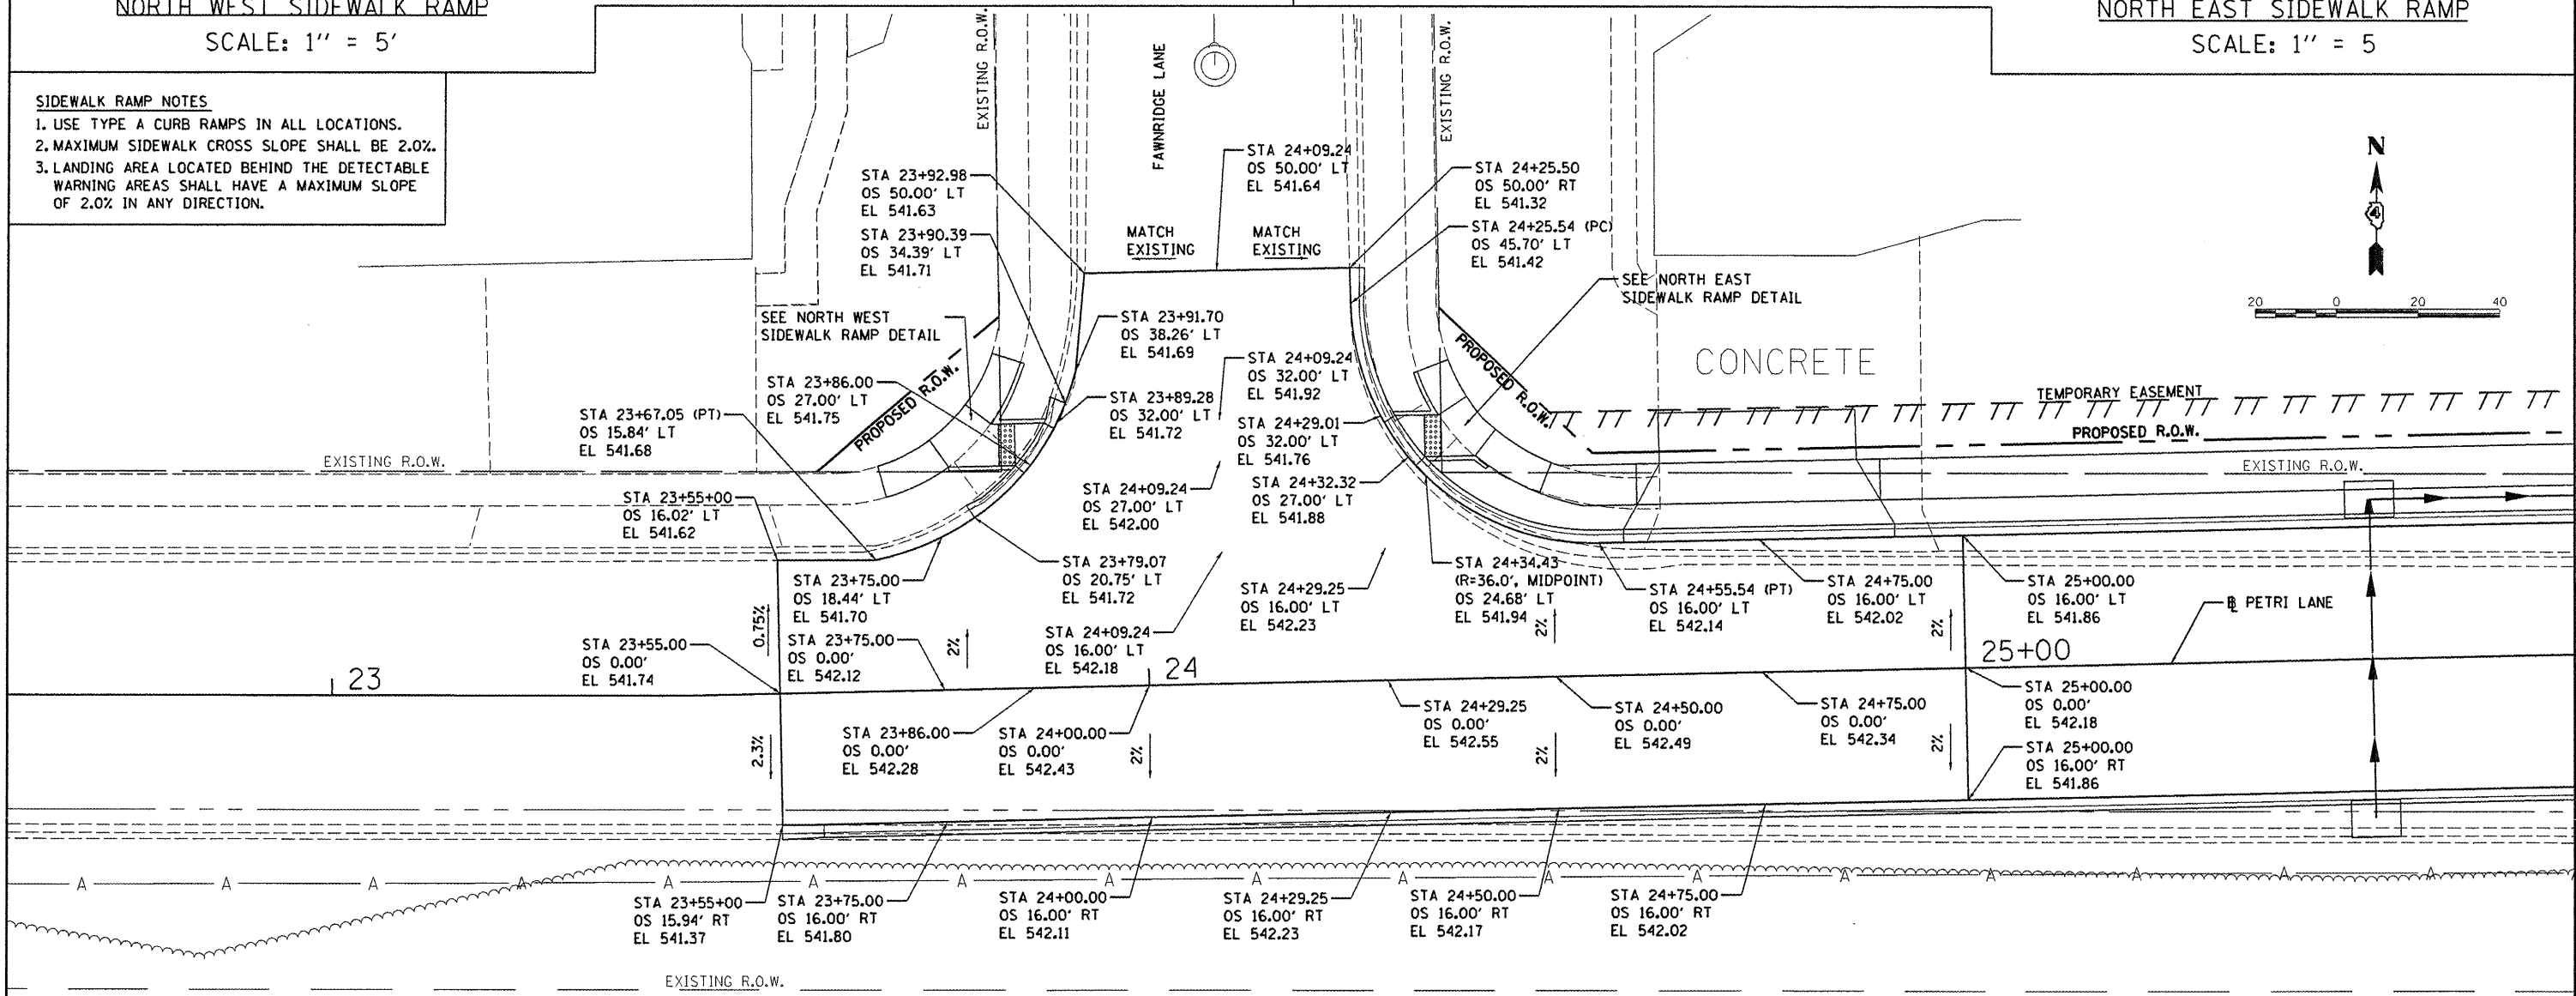 NORTH WEST SIDEWALK RAMP
SCALE: 1" = 5'
NORTH EAST SIDEWALK RAMP
SCALE: 1" = 5
SIDEWALK RAMP NOTES
1. USE TYPE A CURB RAMPS IN ALL LOCATIONS.
2. MAXIMUM SIDEWALK CROSS SLOPE SHALL BE 2.0%.
3. LANDING AREA LOCATED BEHIND THE DETECTABLE
WARNING AREAS SHALL HAVE A MAXIMUM SLOPE
OF 2.0% IN ANY DIRECTION.
EXISTING R.O.W.
FAWNRIDGE LANE
EXISTING R.O.W.
N
4
20 0 20 40
STA 23+92.98
OS 50.00' LT
EL 541.63
STA 23+90.39
OS 34.39' LT
EL 541.71
STA 24+09.24
OS 50.00' LT
EL 541.64
MATCH
EXISTING
MATCH
EXISTING
STA 24+25.50
OS 50.00' RT
EL 541.32
STA 24+25.54 (PC)
OS 45.70' LT
EL 541.42
SEE NORTH EAST
SIDEWALK RAMP DETAIL
SEE NORTH WEST
SIDEWALK RAMP DETAIL
STA 23+91.70
OS 38.26' LT
EL 541.69
STA 24+09.24
OS 32.00' LT
EL 541.92
PROPOSED R.O.W.
PROPOSED R.O.W.
CONCRETE
TEMPORARY EASEMENT
PROPOSED R.O.W.
EXISTING R.O.W.
STA 23+86.00
OS 27.00' LT
EL 541.75
STA 23+67.05 (PT)
OS 15.84' LT
EL 541.68
STA 23+89.28
OS 32.00' LT
EL 541.72
STA 24+29.01
OS 32.00' LT
EL 541.76
EXISTING R.O.W.
STA 23+55+00
OS 16.02' LT
EL 541.62
STA 24+09.24
OS 27.00' LT
EL 542.00
STA 24+32.32
OS 27.00' LT
EL 541.88
STA 23+75.00
OS 18.44' LT
EL 541.70
STA 23+79.07
OS 20.75' LT
EL 541.72
STA 24+29.25
OS 16.00' LT
EL 542.23
STA 24+34.43
(R=36.0', MIDPOINT)
OS 24.68' LT
EL 541.94
STA 24+55.54 (PT)
OS 16.00' LT
EL 542.14
STA 24+75.00
OS 16.00' LT
EL 542.02
STA 25+00.00
OS 16.00' LT
EL 541.86
PETRI LANE
0.75%
2%
2%
2%
STA 23+55.00
OS 0.00'
EL 541.74
STA 23+75.00
OS 0.00'
EL 542.12
STA 24+09.24
OS 16.00' LT
EL 542.18
23
24
25+00
STA 23+86.00
OS 0.00'
EL 542.28
STA 24+00.00
OS 0.00'
EL 542.43
STA 24+29.25
OS 0.00'
EL 542.55
STA 24+50.00
OS 0.00'
EL 542.49
STA 24+75.00
OS 0.00'
EL 542.34
STA 25+00.00
OS 0.00'
EL 542.18
STA 25+00.00
OS 16.00' RT
EL 541.86
2.3%
2%
2%
2%
A A A A A A A A A A A A A A A A A
STA 23+55+00
OS 15.94' RT
EL 541.37
STA 23+75.00
OS 16.00' RT
EL 541.80
STA 24+00.00
OS 16.00' RT
EL 542.11
STA 24+29.25
OS 16.00' RT
EL 542.23
STA 24+50.00
OS 16.00' RT
EL 542.17
STA 24+75.00
OS 16.00' RT
EL 542.02
EXISTING R.O.W.